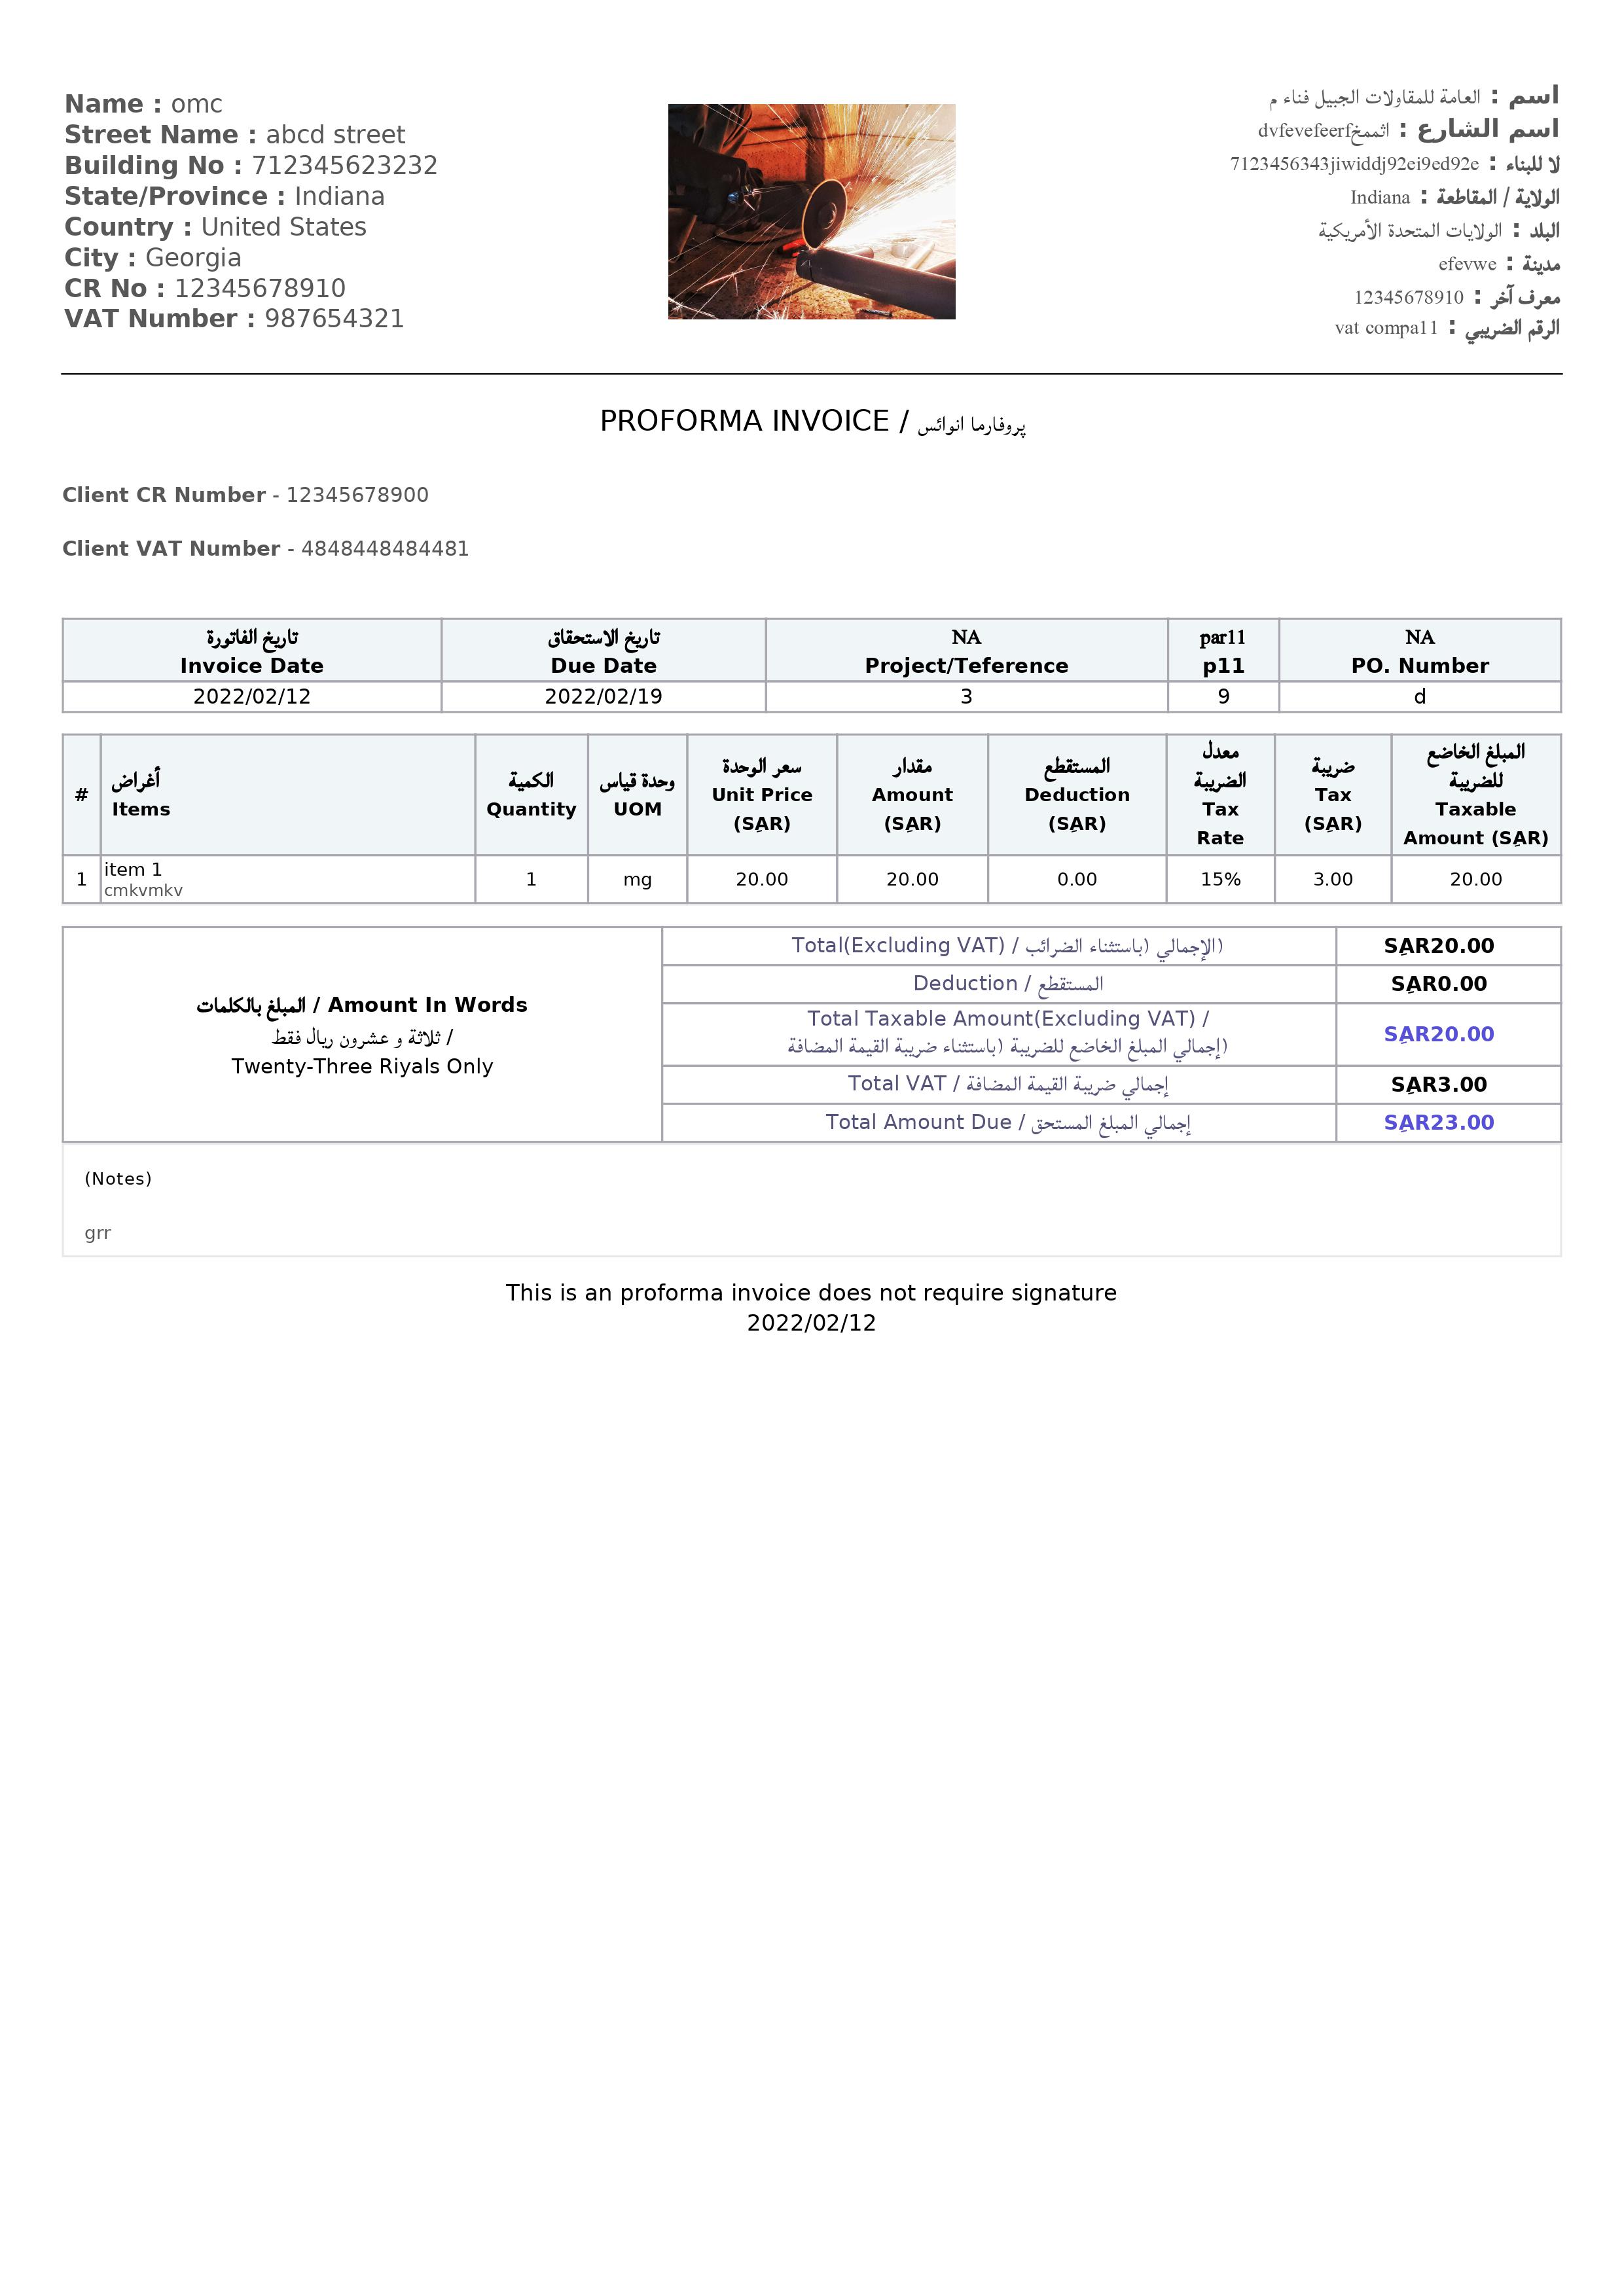 Name : omc
Street Name : abcd street
Building No : 712345623232
State/Province : Indiana
Country : United States
City : Georgia
CR No : 12345678910
VAT Number : 987654321
اسم : العامة للمقاولات الجبيل فناء م
اسم الشارع : اثممخdvfevefeerf
لا للبناء : 7123456343jiwiddj92ei9ed92e
الولاية / المقاطعة : Indiana
البلد : الولايات المتحدة الأمريكية
مدينة : efevwe
معرف آخر : 12345678910
الرقم الضريبي : vat compa11
PROFORMA INVOICE / پروفارما انوائس
Client CR Number - 12345678900
Client VAT Number - 4848448484481
تاريخ الفاتورة تاريخ الاستحقاق NA par11 NA
Invoice Date Due Date Project/Teference p11 PO. Number
2022/02/12 2022/02/19 3 9 d
#
أغراض
Items
الكمية
Quantity
وحدة قياس
UOM
سعر الوحدة
Unit Price
(SAR)
مقدار
Amount
(SAR)
المستقطع
Deduction
(SAR)
معدل
الضريبة
Tax
Rate
ضريبة
Tax
(SAR)
المبلغ الخاضع
للضريبة
Taxable
Amount (SAR)
1 item 1 1 mg 20.00 20.00 0.00 15% 3.00 20.00
cmkvmkv
المبلغ بالكلمات / Amount In Words
ثلاثة و عشرون ريال فقط /
Twenty-Three Riyals Only
Total(Excluding VAT) / الإجمالي (باستثناء الضرائب) SAR20.00
Deduction / المستقطع SAR0.00
Total Taxable Amount(Excluding VAT) /
إجمالي المبلغ الخاضع للضريبة (باستثناء ضريبة القيمة المضافة) SAR20.00
Total VAT / إجمالي ضريبة القيمة المضافة SAR3.00
Total Amount Due / إجمالي المبلغ المستحق SAR23.00
(Notes)
grr
This is an proforma invoice does not require signature
2022/02/12